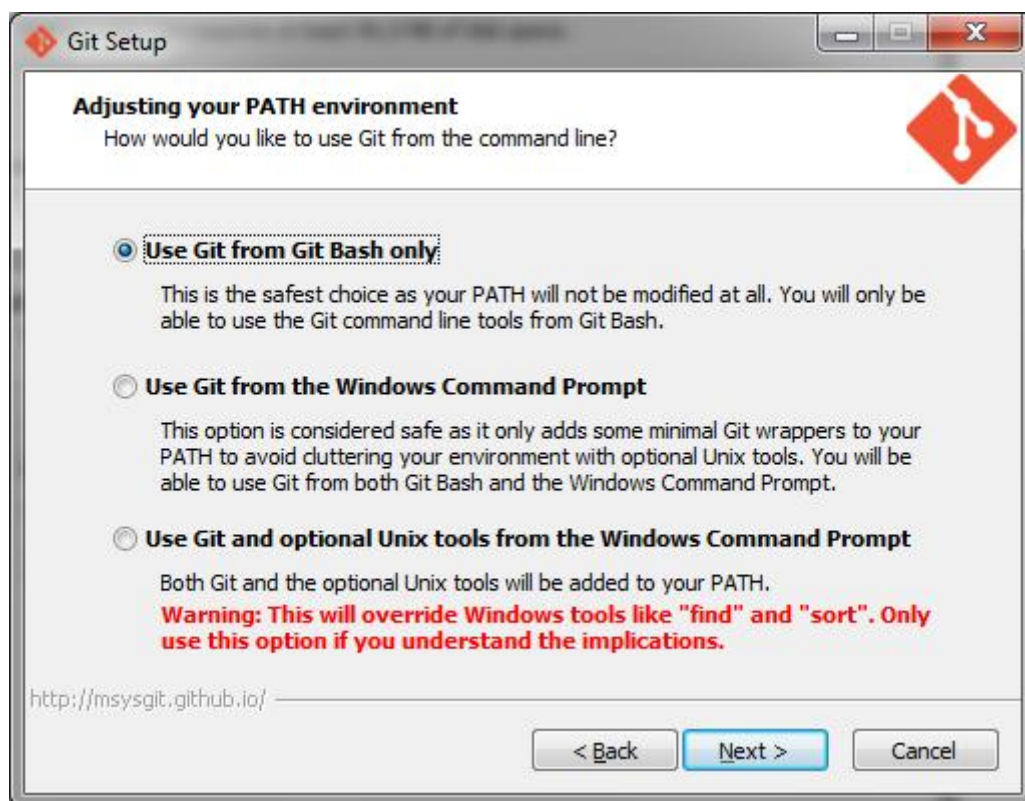 Git Setup
Adjusting your PATH environment
How would you like to use Git from the command line?
Use Git from Git Bash only
This is the safest choice as your PATH will not be modified at all. You will only be
able to use the Git command line tools from Git Bash.
Use Git from the Windows Command Prompt
This option is considered safe as it only adds some minimal Git wrappers to your
PATH to avoid cluttering your environment with optional Unix tools. You will be
able to use Git from both Git Bash and the Windows Command Prompt.
Use Git and optional Unix tools from the Windows Command Prompt
Both Git and the optional Unix tools will be added to your PATH.
Warning: This will override Windows tools like "find" and "sort". Only
use this option if you understand the implications.
http://msysgit.github.io/
< Back
Next >
Cancel